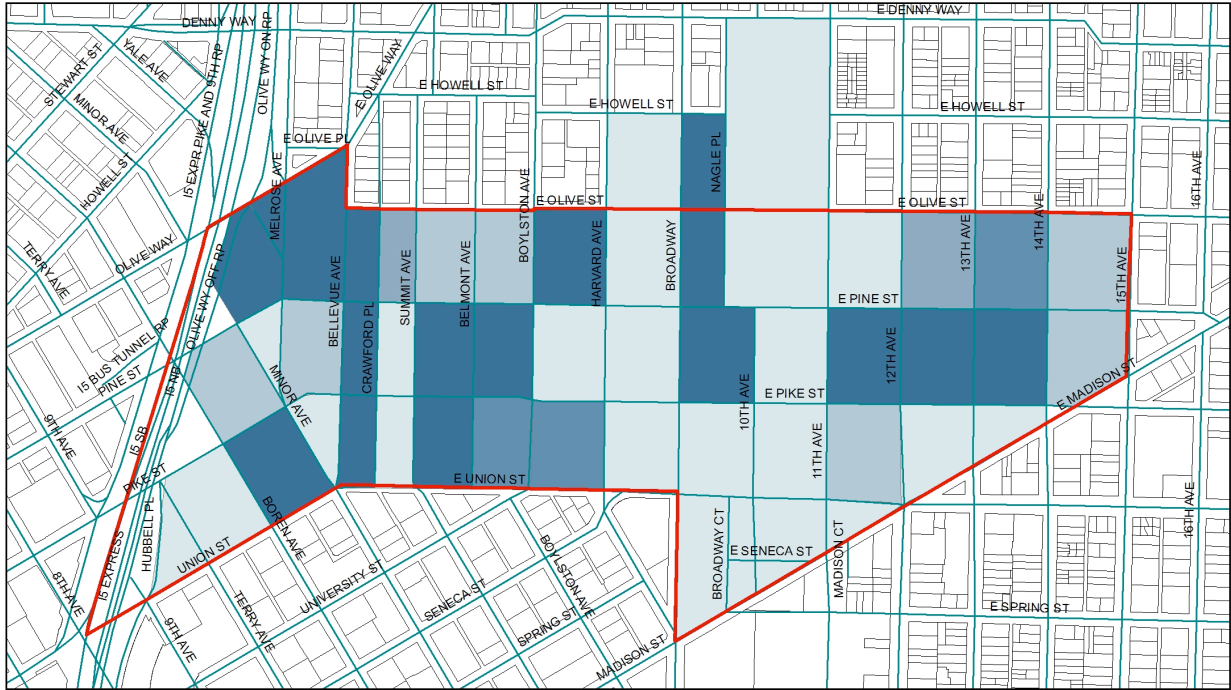 DENNY WAY
E DENNY WAY
STEWART ST
YALE AVE
MINOR AVE
HOWELL ST
I5 EXPR PIKE AND 9TH RP
OLIVE WY ON RP
E OLIVE WAY
E HOWELL ST
E HOWELL ST
E HOWELL ST
E OLIVE PL
MELROSE AVE
NAGLE PL
16TH AVE
TERRY AVE
OLIVE WAY
OLIVE WY OFF RP
BOYLSTON AVE
E OLIVE ST
E OLIVE ST
BELLEVUE AVE
SUMMIT AVE
BELMONT AVE
HARVARD AVE
BROADWAY
13TH AVE
14TH AVE
15TH AVE
E PINE ST
I5 BUS TUNNEL RP
PINE ST
I5 NB
MINOR AVE
CRAWFORD PL
10TH AVE
12TH AVE
E PIKE ST
E MADISON ST
9TH AVE
I5 SB
PIKE ST
11TH AVE
E UNION ST
HUBBELL PL
BOREN AVE
16TH AVE
UNION ST
I5 EXPRESS
8TH AVE
9TH AVE
TERRY AVE
UNIVERSITY ST
SENECA ST
SPRING ST
BOYLSTON AVE
MADISON ST
BROADWAY CT
E SENECA ST
MADISON CT
E SPRING ST